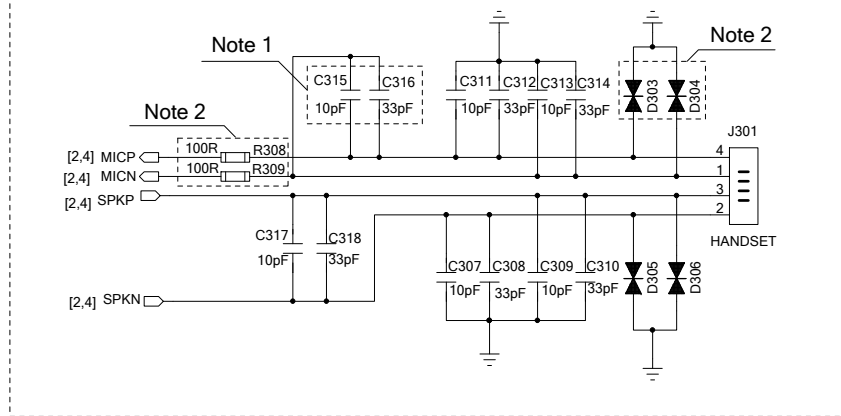 Note 1
Note 2
C315
C316
10pF
33pF
C311
C312
C313
C314
10pF
33pF
10pF
33pF
D303
D304
Note 2
J301
[2,4] MICP
100R
R308
4
[2,4] MICN
100R
R309
1
[2,4] SPKP
3
2
HANDSET
C317
C318
10pF
33pF
C307
C308
C309
C310
10pF
33pF
10pF
33pF
D305
D306
[2,4] SPKN